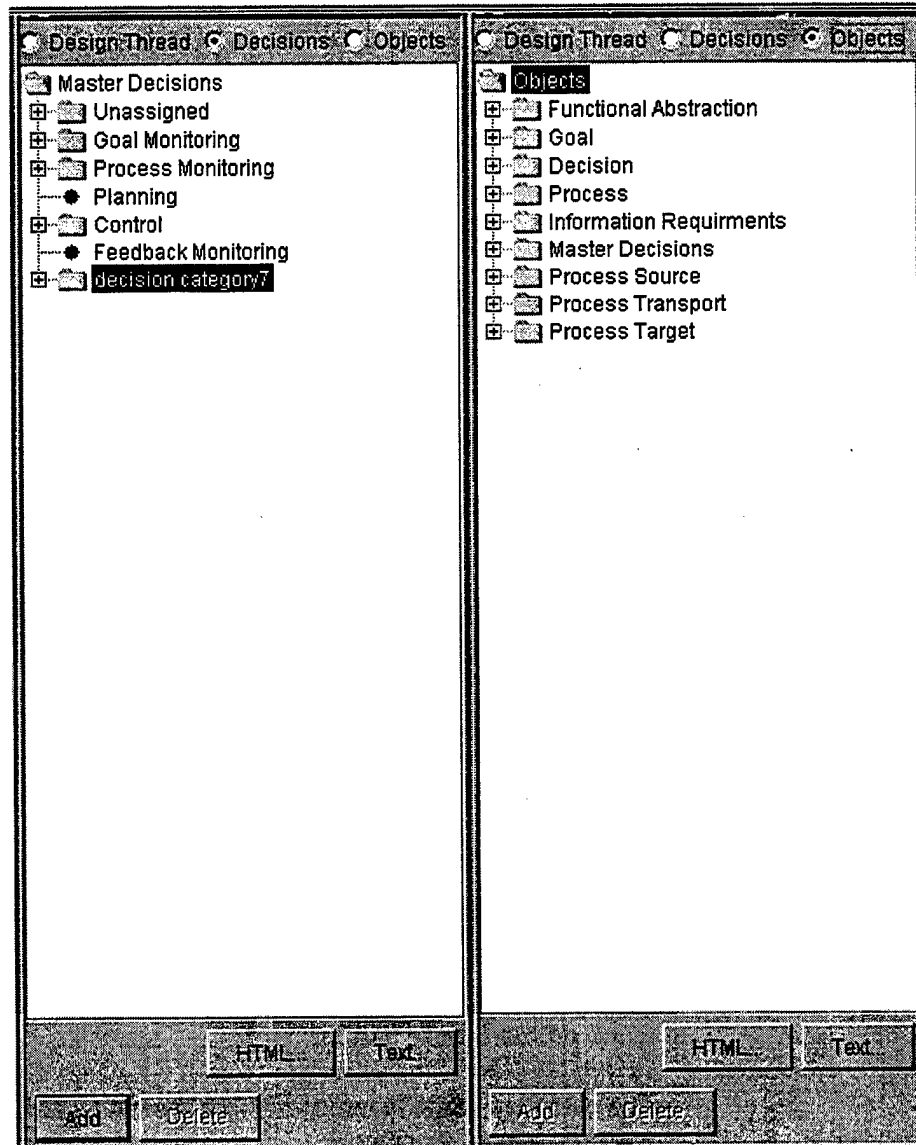 Design Thread Decisions Objects
Master Decisions
Unassigned
Goal Monitoring
Process Monitoring
Planning
Control
Feedback Monitoring
decision category7
HTML...
Text...
Add
Delete
Design Thread Decisions Objects
Objects
Functional Abstraction
Goal
Decision
Process
Information Requirments
Master Decisions
Process Source
Process Transport
Process Target
HTML...
Text...
Add
Delete